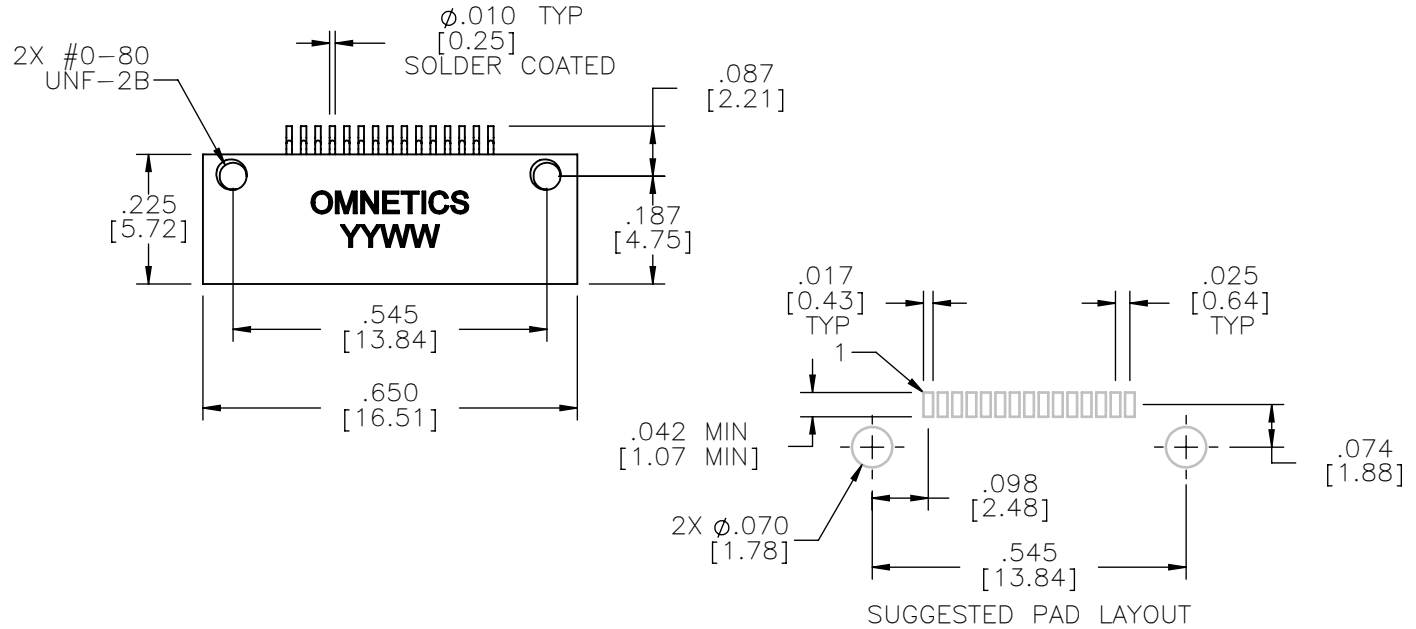 ⌀.010 TYP
[0.25]
SOLDER COATED
2X #0-80
UNF-2B
.087
[2.21]
OMNETICS
YYWW
.225
[5.72]
.187
[4.75]
.545
[13.84]
.650
[16.51]
.017
[0.43]
TYP
.025
[0.64]
TYP
1
.042 MIN
[1.07 MIN]
.074
[1.88]
.098
[2.48]
2X ⌀.070
[1.78]
.545
[13.84]
SUGGESTED PAD LAYOUT